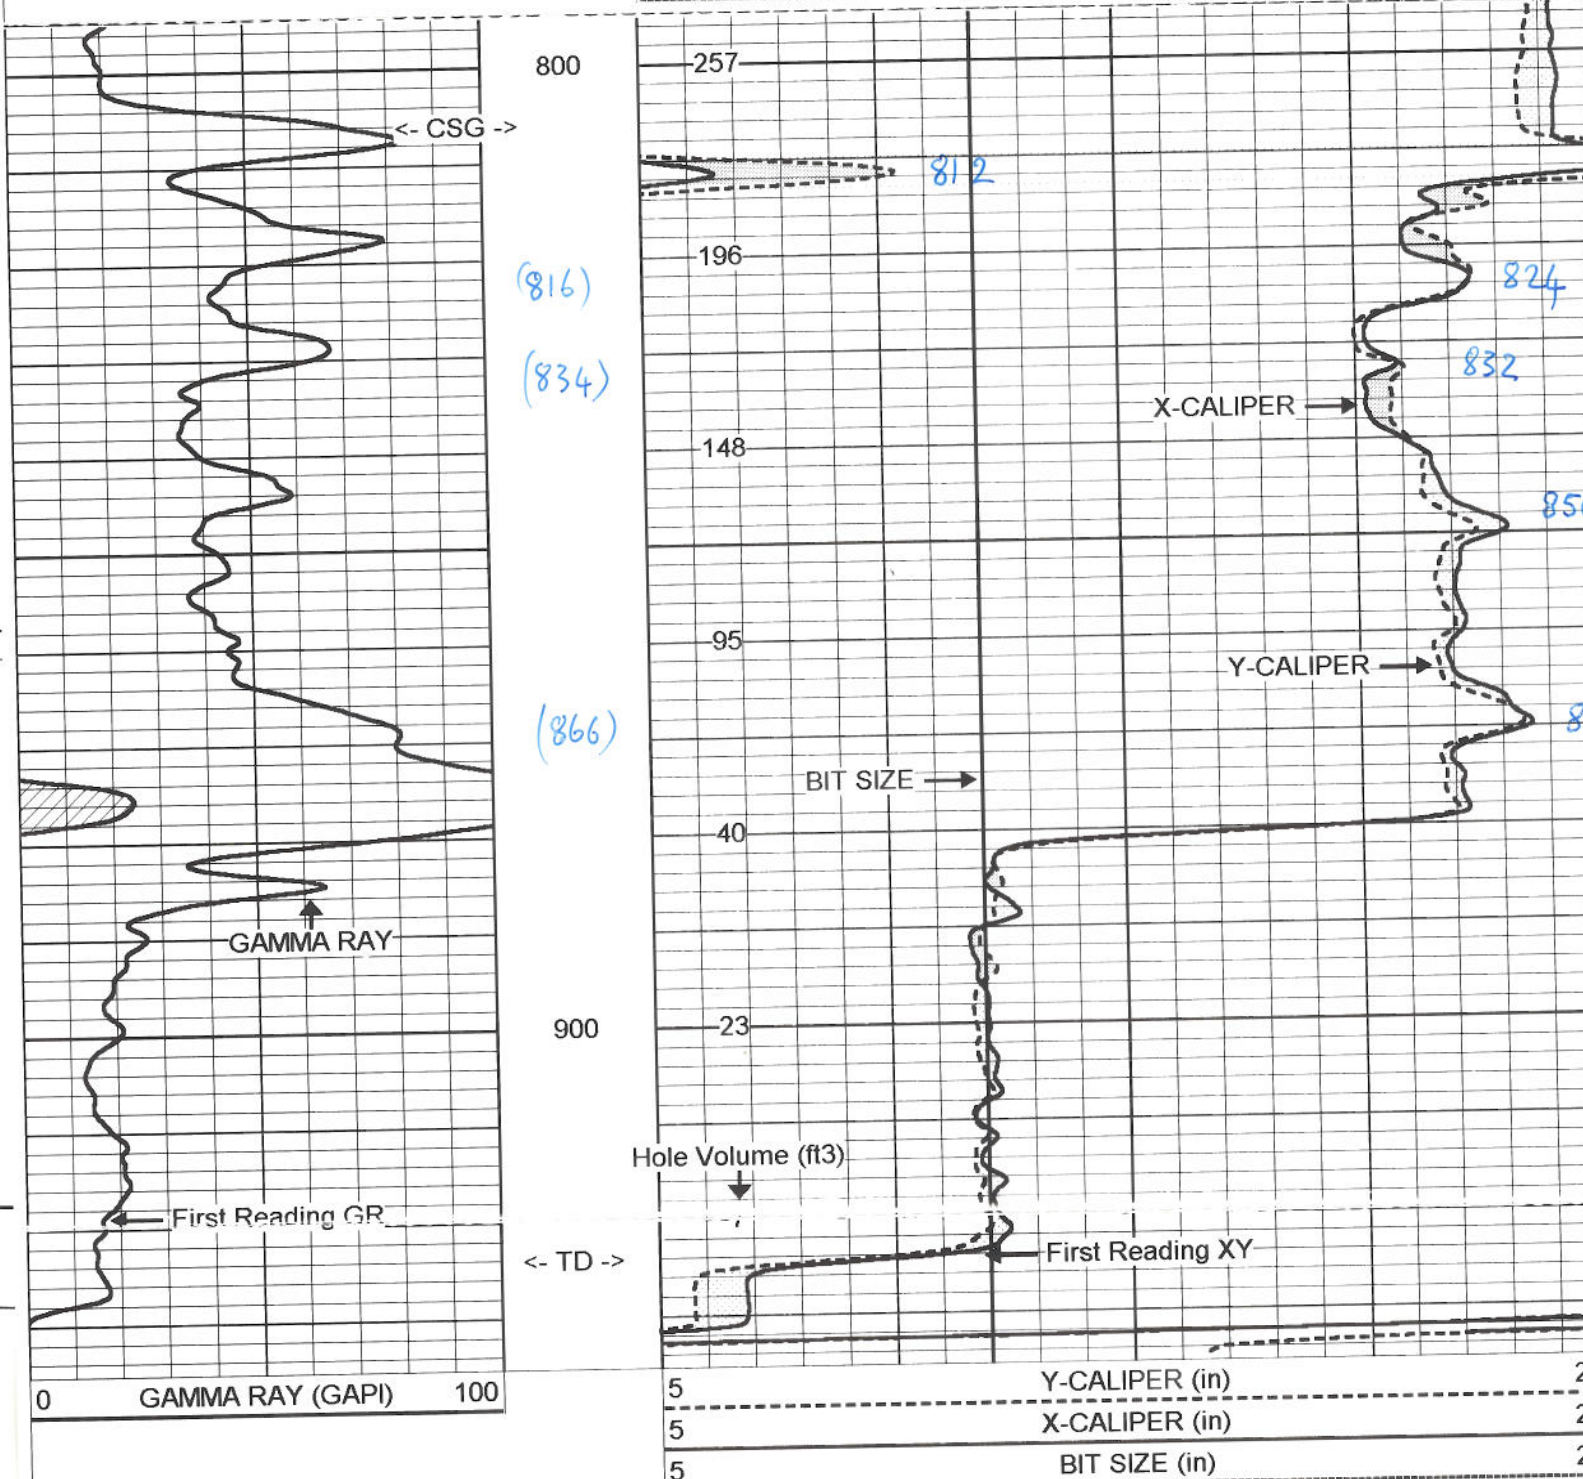 800
257
<- CSG ->
812
196
(816)
824
(834)
832
X-CALIPER
148
95
Y-CALIPER
(866)
BIT SIZE
40
GAMMA RAY
900
23
Hole Volume (ft3)
First Reading GR
<- TD ->
First Reading XY
0 GAMMA RAY (GAPI) 100
5 Y-CALIPER (in)
5 X-CALIPER (in)
5 BIT SIZE (in)